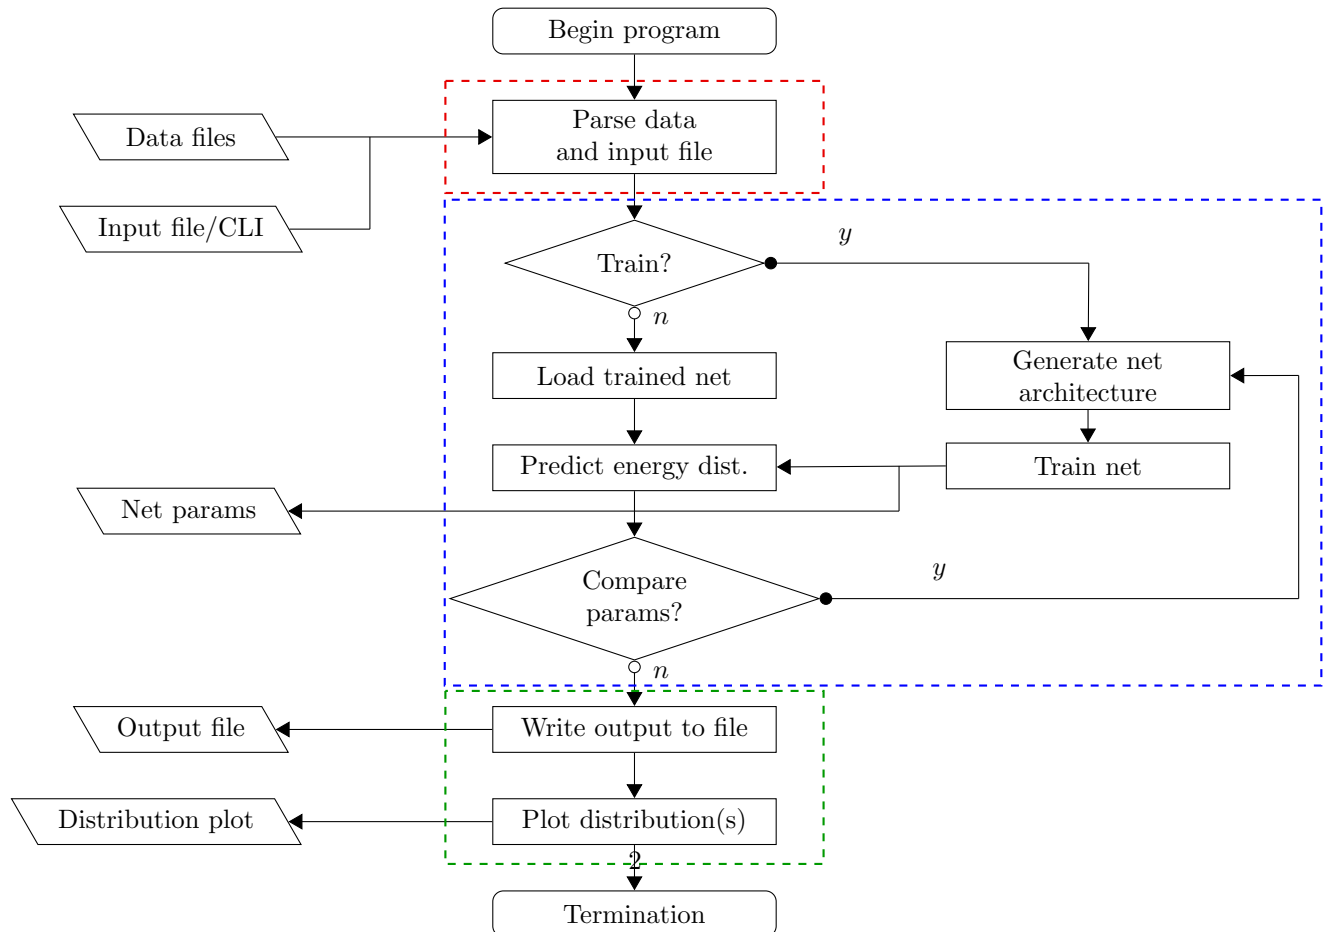 Begin program
Data files
Parse data
and input file
Input file/CLI
y
Train?
n
Load trained net
Generate net
architecture
Predict energy dist.
Train net
Net params
y
Compare
params?
n
Output file
Write output to file
Distribution plot
Plot distribution(s)
2
Termination